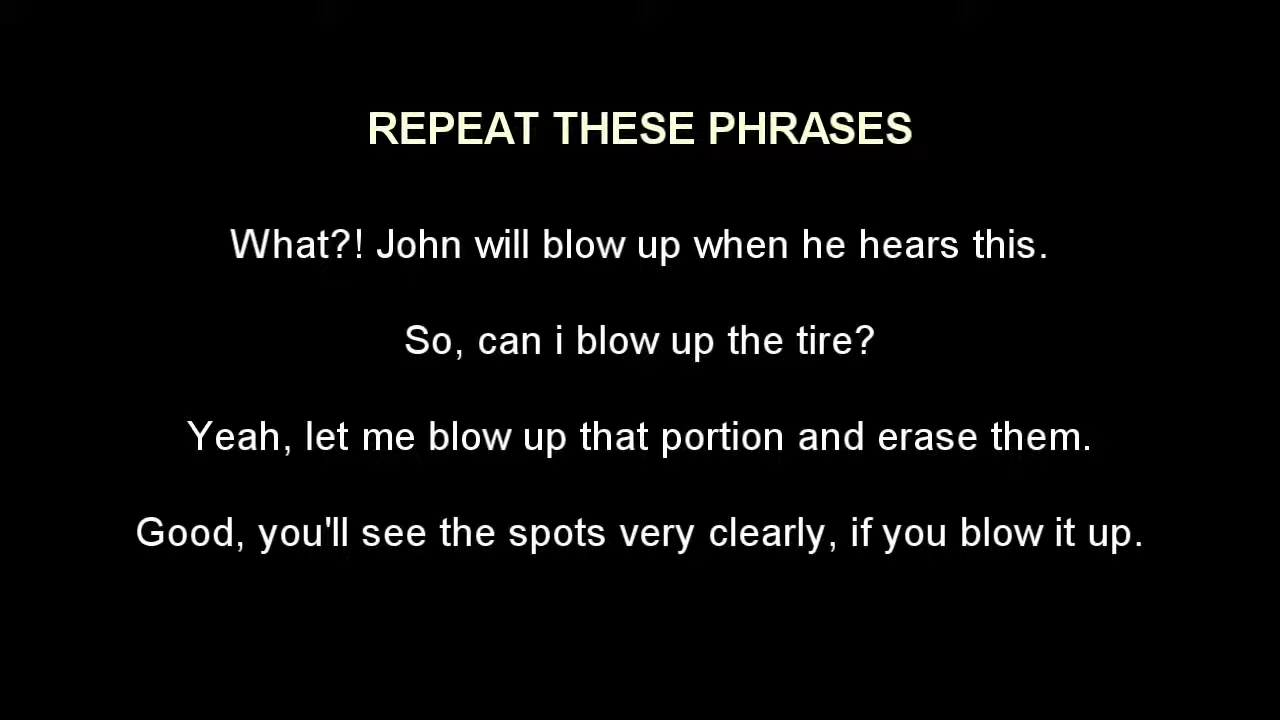 REPEAT THESE PHRASES
What?! John will blow up when he hears this.
So, can i blow up the tire?
Yeah, let me blow up that portion and erase them.
Good, you'll see the spots very clearly, if you blow it up.